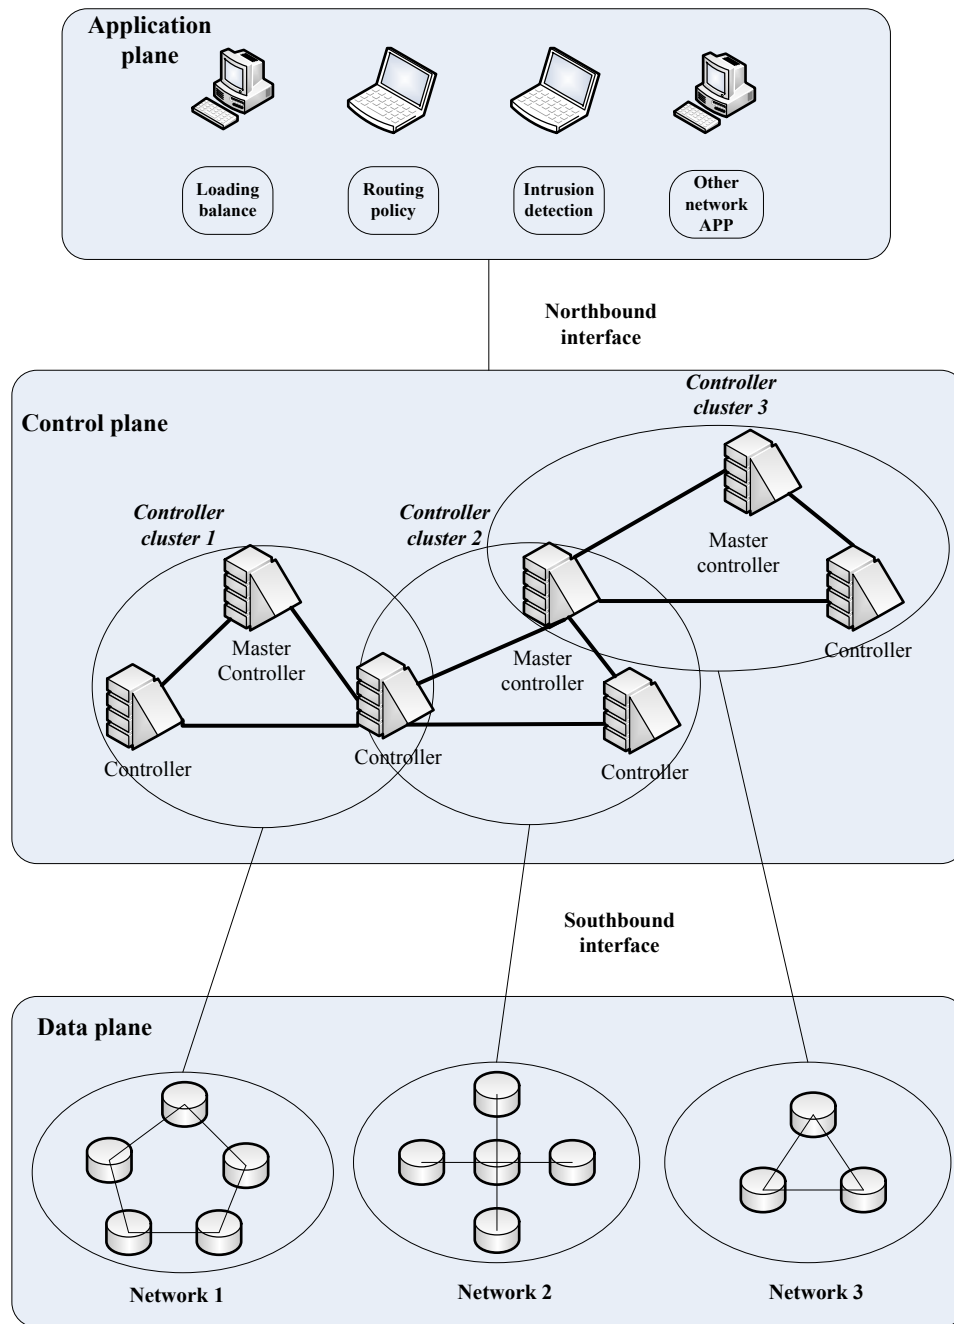 Application
plane
Loading
balance
Routing
policy
Intrusion
detection
Other
network
APP
Northbound
interface
Control plane
Controller
cluster 3
Controller
cluster 1
Controller
cluster 2
Master
controller
Master
Controller
Master
controller
Controller
Controller
Controller
Controller
Southbound
interface
Data plane
Network 1
Network 2
Network 3